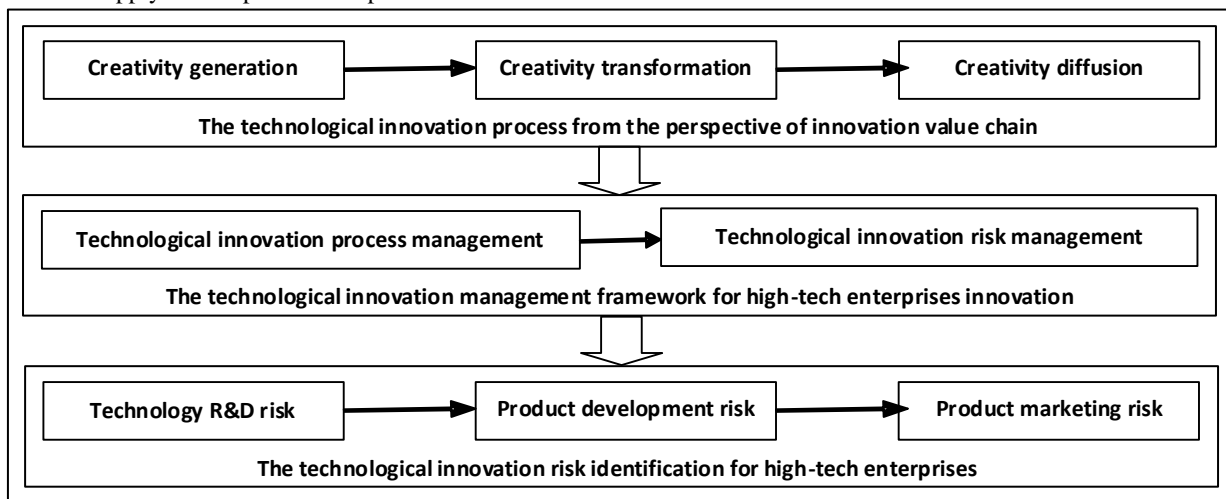 Creativity generation
Creativity transformation
Creativity diffusion
The technological innovation process from the perspective of innovation value chain
Technological innovation process management
Technological innovation risk management
The technological innovation management framework for high-tech enterprises innovation
Technology R&D risk
Product development risk
Product marketing risk
The technological innovation risk identification for high-tech enterprises